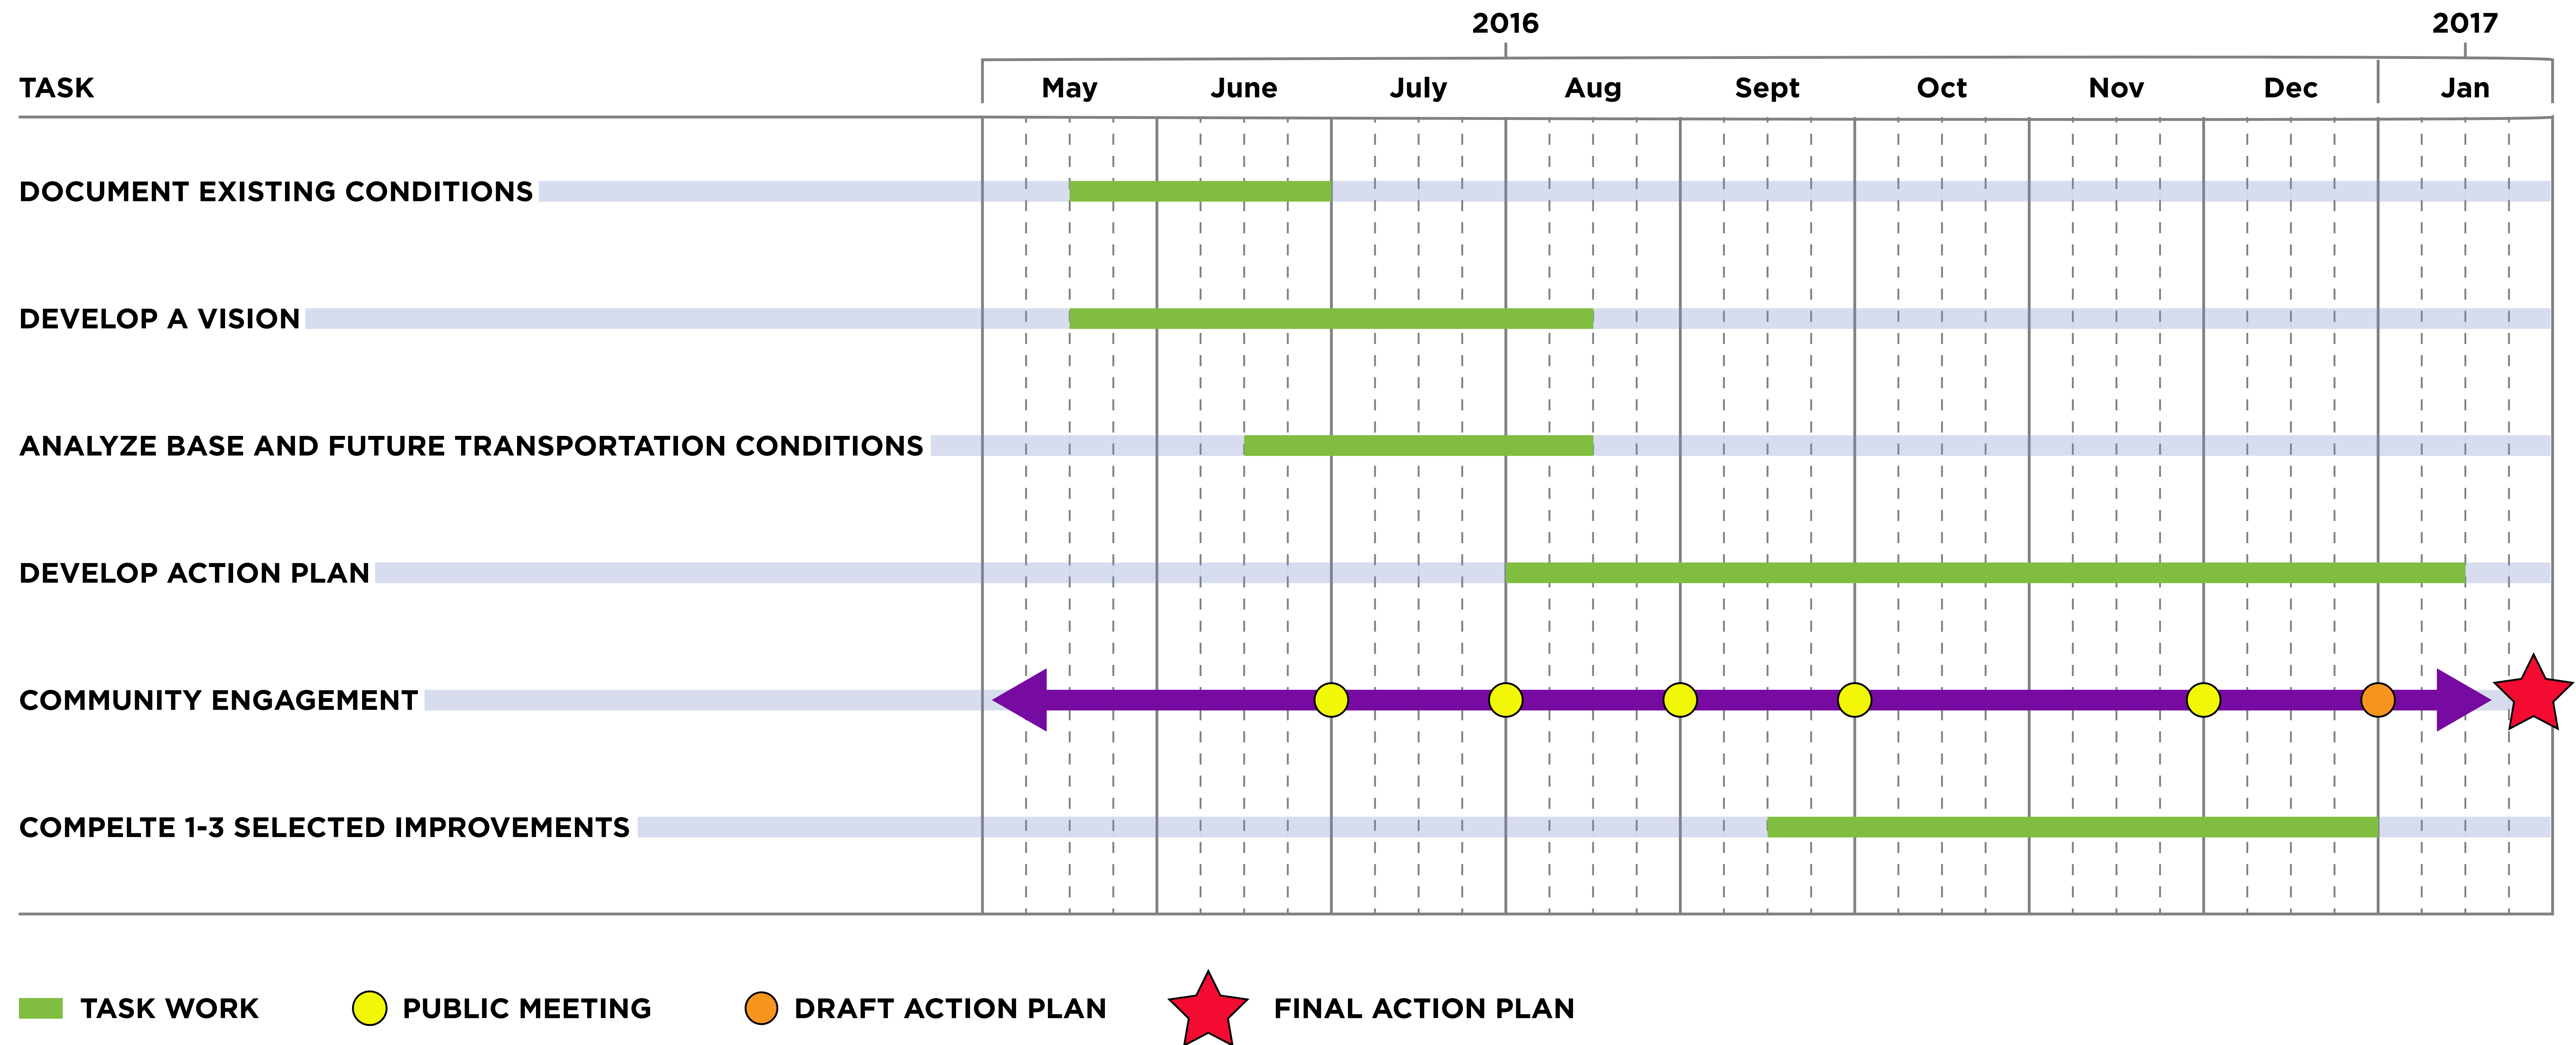 2016 2017
TASK May June July Aug Sept Oct Nov Dec Jan
DOCUMENT EXISTING CONDITIONS
DEVELOP A VISION
ANALYZE BASE AND FUTURE TRANSPORTATION CONDITIONS
DEVELOP ACTION PLAN
COMMUNITY ENGAGEMENT
COMPELTE 1-3 SELECTED IMPROVEMENTS
TASK WORK PUBLIC MEETING DRAFT ACTION PLAN FINAL ACTION PLAN